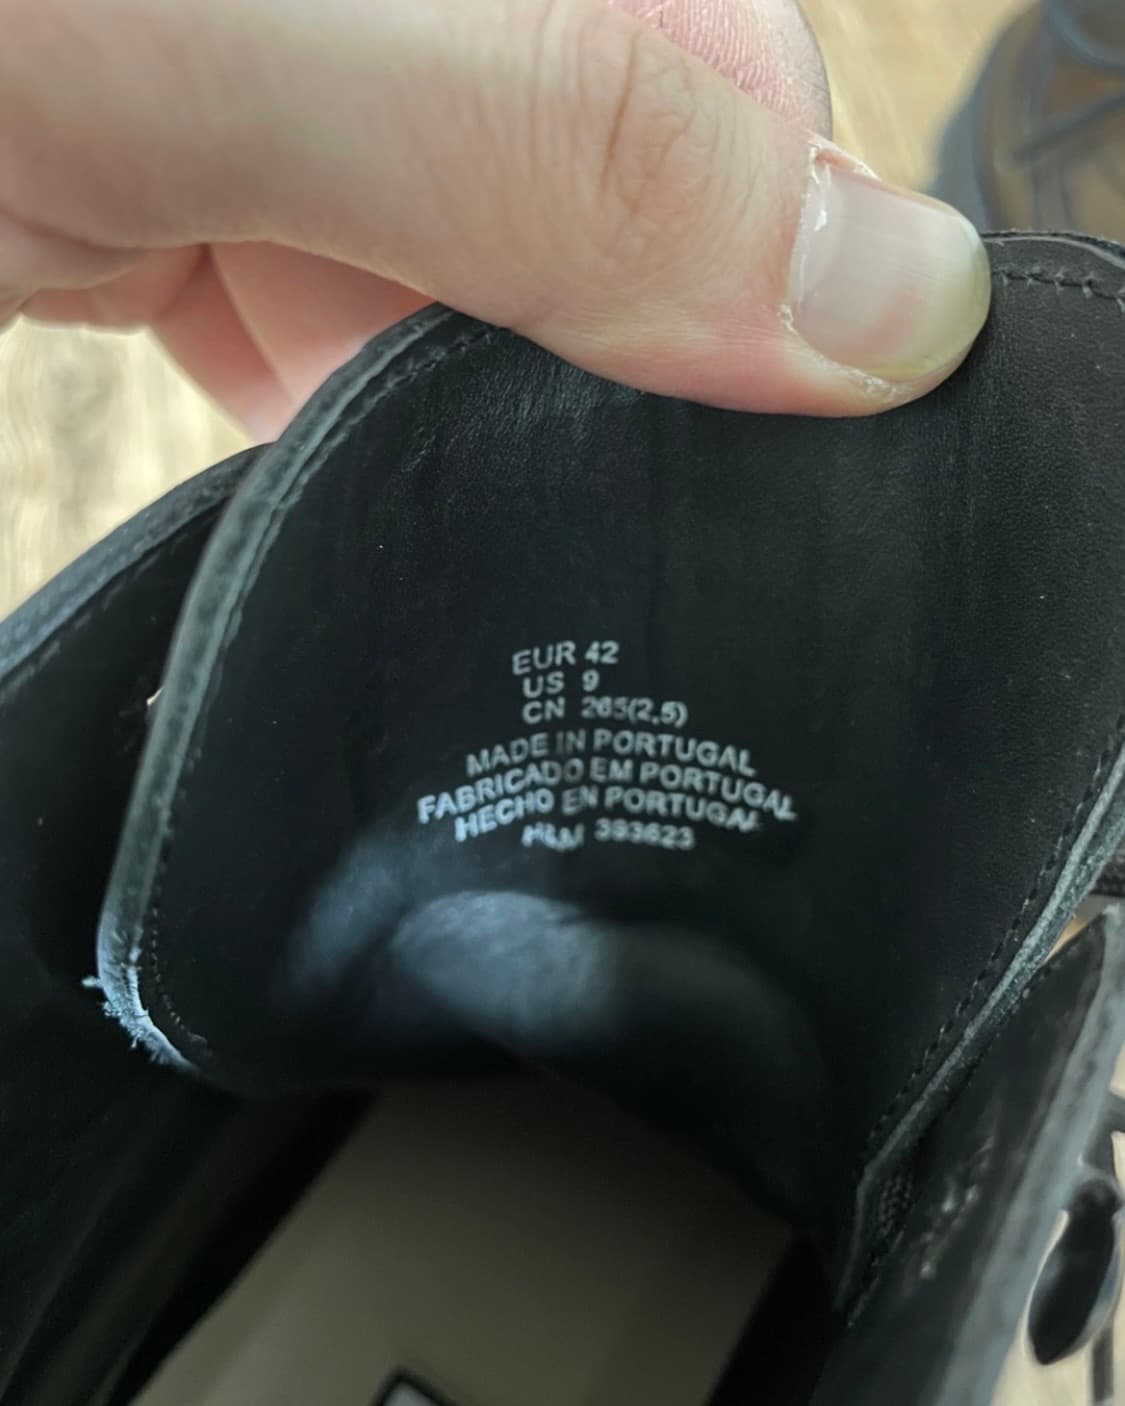 EUR 42
US 9
CN 265(2,5)
MADE IN PORTUGAL
FABRICADO EM PORTUGAL
HECHO EN PORTUGAL
H&M 393623